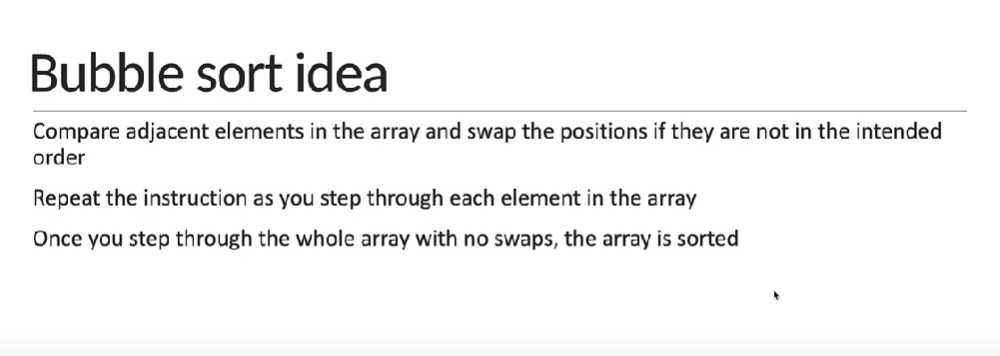 Bubble sort idea
Compare adjacent elements in the array and swap the positions if they are not in the intended
order
Repeat the instruction as you step through each element in the array
Once you step through the whole array with no swaps, the array is sorted